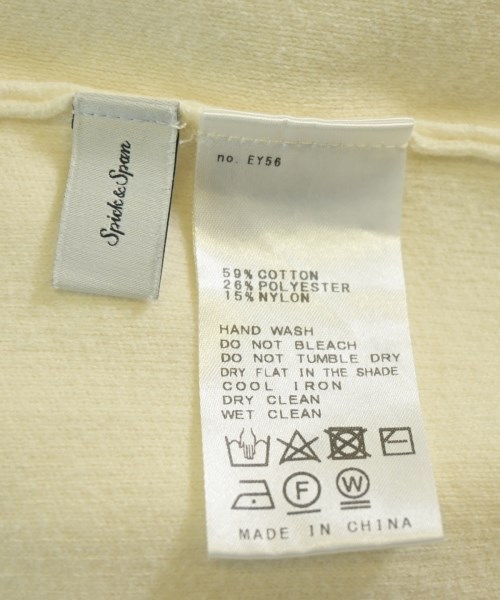 Spick & Span
no. EY56
59% COTTON
26% POLYESTER
15% NYLON
HAND WASH
DO NOT BLEACH
DO NOT TUMBLE DRY
DRY FLAT IN THE SHADE
COOL IRON
DRY CLEAN
WET CLEAN
F W
MADE IN CHINA